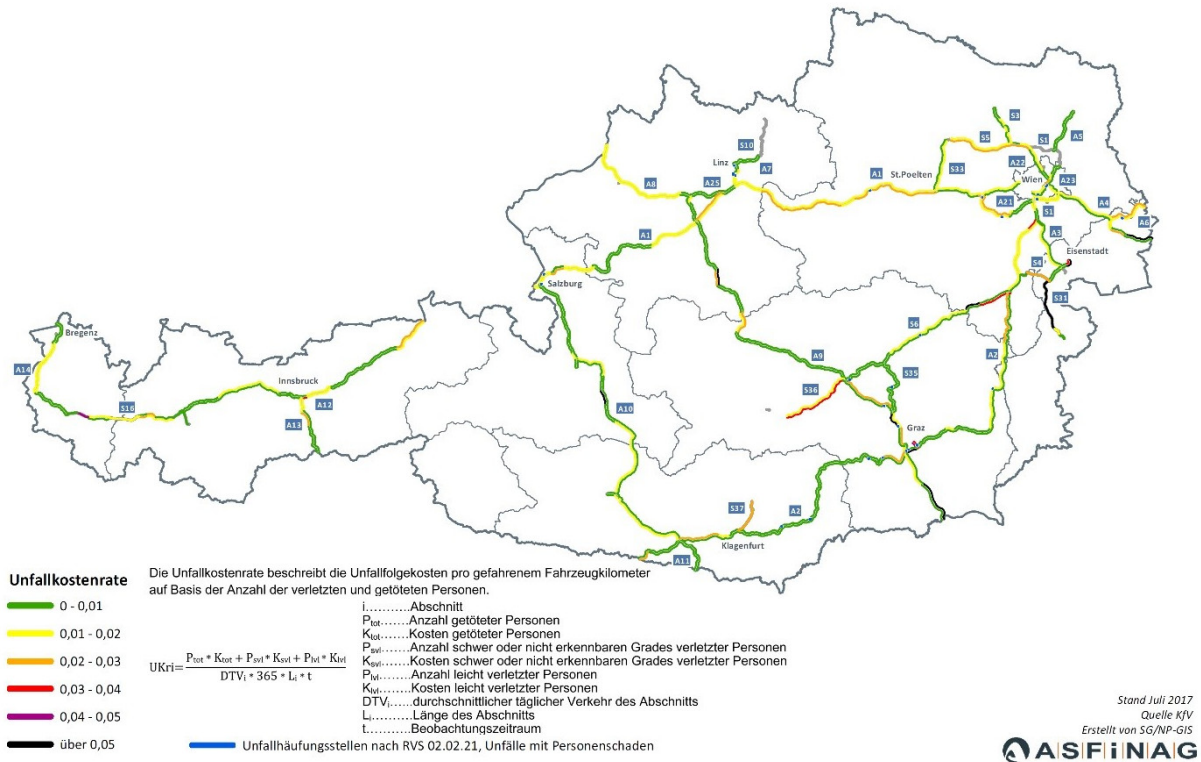 S3
A5
S5
S1
S10
Linz
A7
A22
A25
St.Poelten
S33
Wien
A23
A8
A1
A21
A4
S1
A6
A1
A3
Eisenstadt
S4
Salzburg
S31
S6
Bregenz
A2
A9
A14
S35
Innsbruck
S36
S16
A12
A10
A13
Graz
S37
A2
Klagenfurt
A11
Unfallkostenrate
Die Unfallkostenrate beschreibt die Unfallfolgekosten pro gefahrenem Fahrzeugkilometer
auf Basis der Anzahl der verletzten und getöteten Personen.
0 - 0,01
0,01 - 0,02
0,02 - 0,03
0,03 - 0,04
0,04 - 0,05
über 0,05
UKri= Ptot * Ktot + Psvl * Ksvl + Plvl * Klvl
DTVi * 365 * Li * t
i..........Abschnitt
Ptot.......Anzahl getöteter Personen
Ktot.......Kosten getöteter Personen
Psvl.......Anzahl schwer oder nicht erkennbaren Grades verletzter Personen
Ksvl.......Kosten schwer oder nicht erkennbaren Grades verletzter Personen
Plvl.......Anzahl leicht verletzter Personen
Klvl.......Kosten leicht verletzter Personen
DTVi.....durchschnittlicher täglicher Verkehr des Abschnitts
Li..........Länge des Abschnitts
t...........Beobachtungszeitraum
Unfallhäufungsstellen nach RVS 02.02.21, Unfälle mit Personenschaden
Stand Juli 2017
Quelle KfV
Erstellt von SG/NP-GIS
ASFiNAG